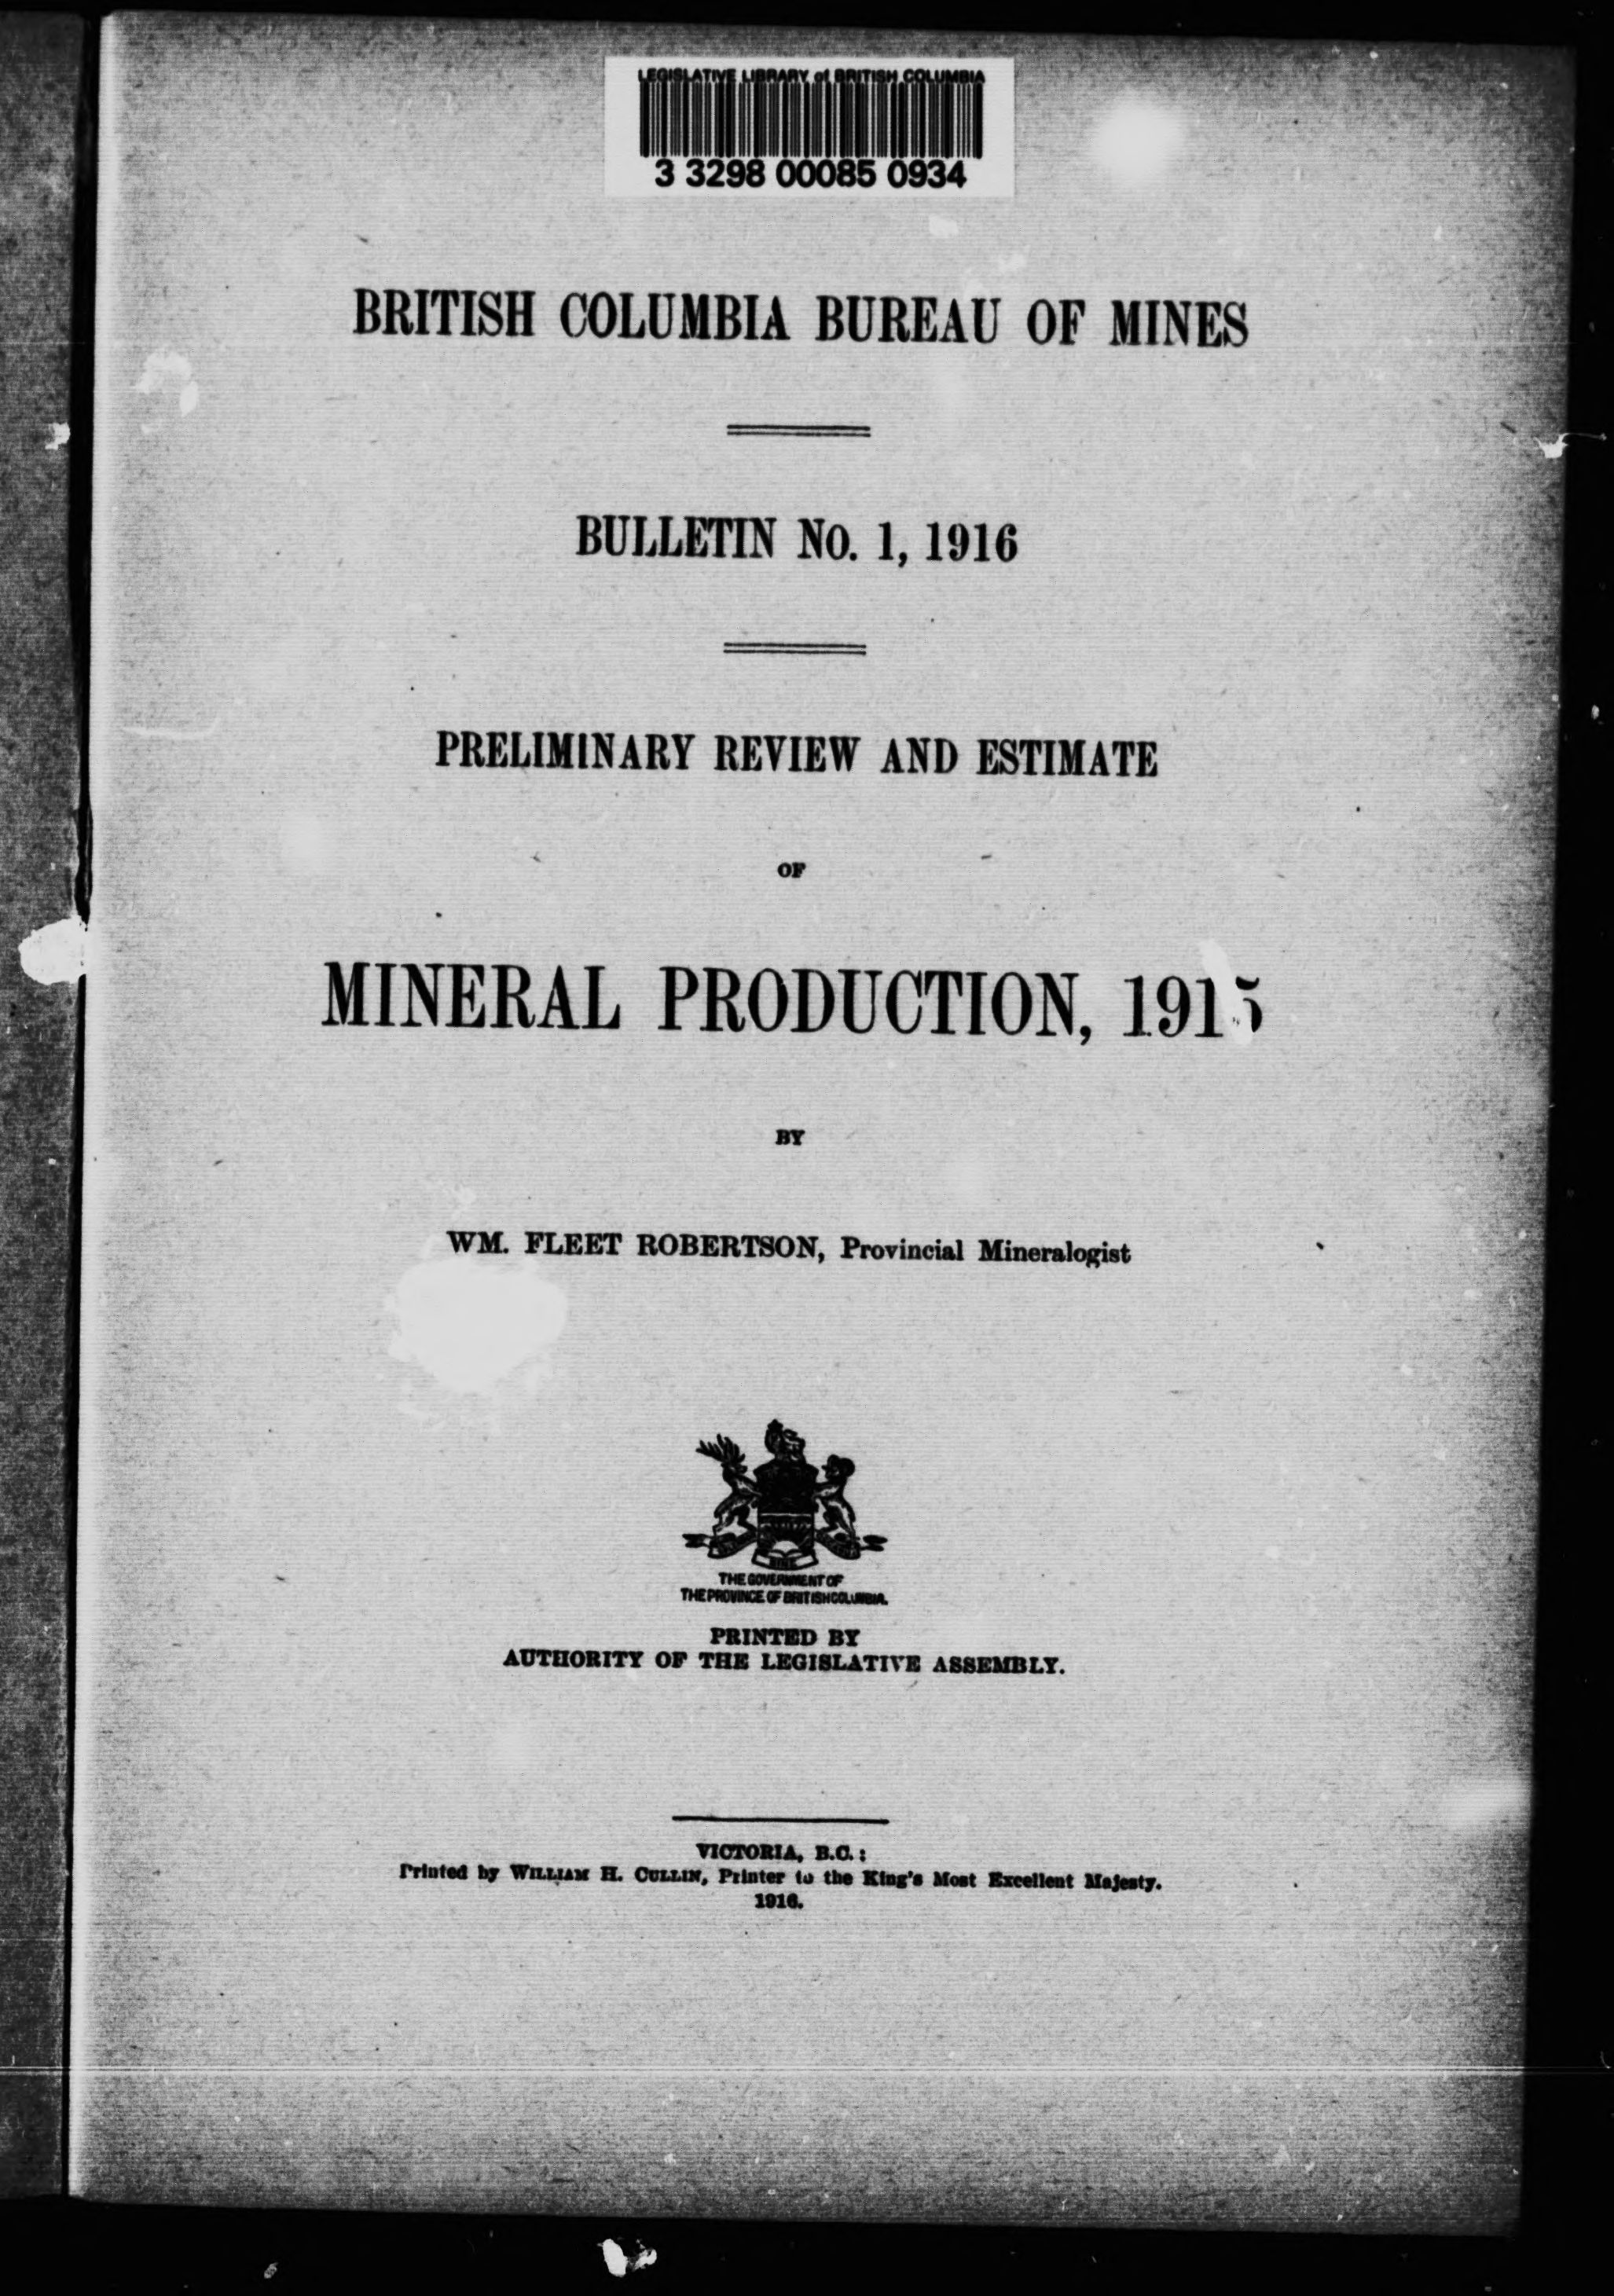 LEGISLATIVE LIBRARY of BRITISH COLUMBIA
3 3298 00085 0934
BRITISH COLUMBIA BUREAU OF MINES
BULLETIN No. 1, 1916
PRELIMINARY REVIEW AND ESTIMATE
OF
MINERAL PRODUCTION, 1915
BY
WM. FLEET ROBERTSON, Provincial Mineralogist
THE GOVERNMENT OF
THE PROVINCE OF BRITISH COLUMBIA.
PRINTED BY
AUTHORITY OF THE LEGISLATIVE ASSEMBLY.
VICTORIA, B.C.:
Printed by WILLIAM H. CULLIN, Printer to the King's Most Excellent Majesty.
1916.